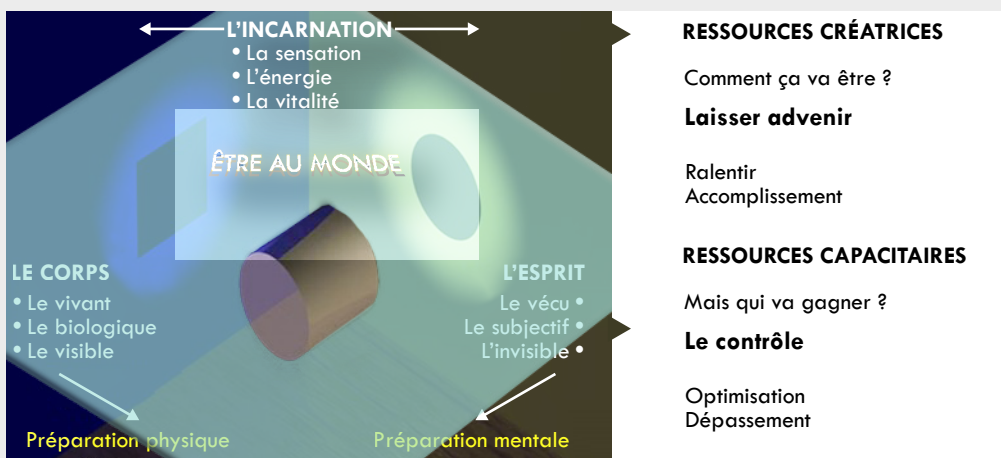 L'INCARNATION
• La sensation
• L'énergie
• La vitalité
ÊTRE AU MONDE
LE CORPS
• Le vivant
• Le biologique
• Le visible
L'ESPRIT
Le vécu •
Le subjectif •
L'invisible •
Préparation physique
Préparation mentale
RESSOURCES CRÉATRICES
Comment ça va être ?
Laisser advenir
Ralentir
Accomplissement
RESSOURCES CAPACITAIRES
Mais qui va gagner ?
Le contrôle
Optimisation
Dépassement